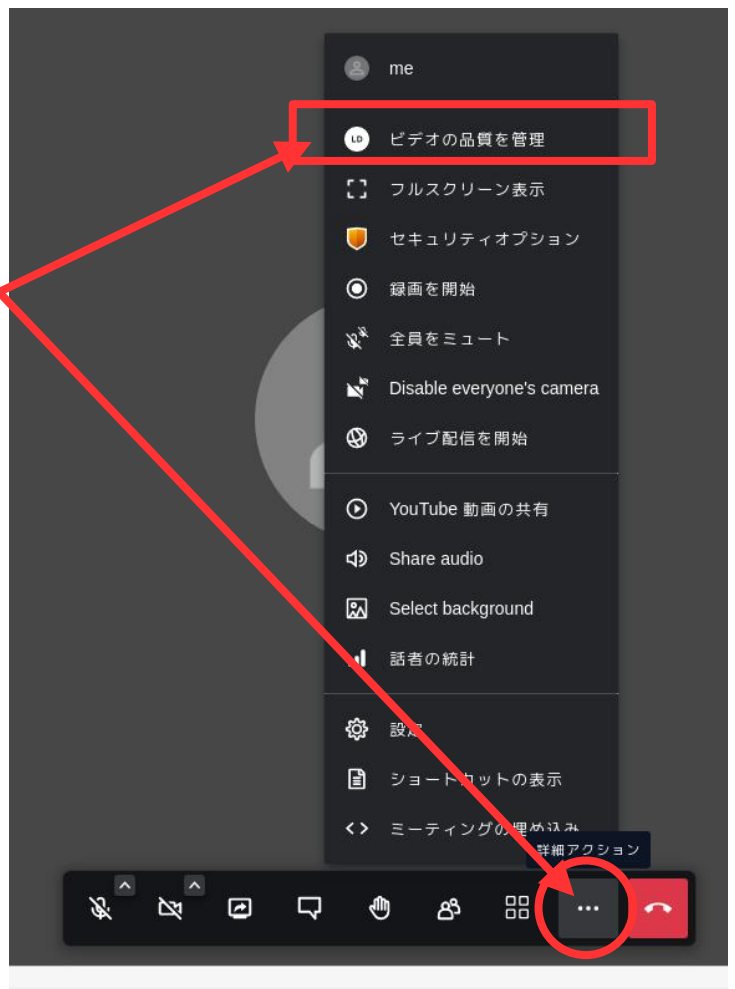 me
LD
ビデオの品質を管理
フルスクリーン表示
セキュリティオプション
録画を開始
全員をミュート
Disable everyone's camera
ライブ配信を開始
YouTube 動画の共有
Share audio
Select background
話者の統計
設定
ショートカットの表示
ミーティングの埋め込み
詳細アクション